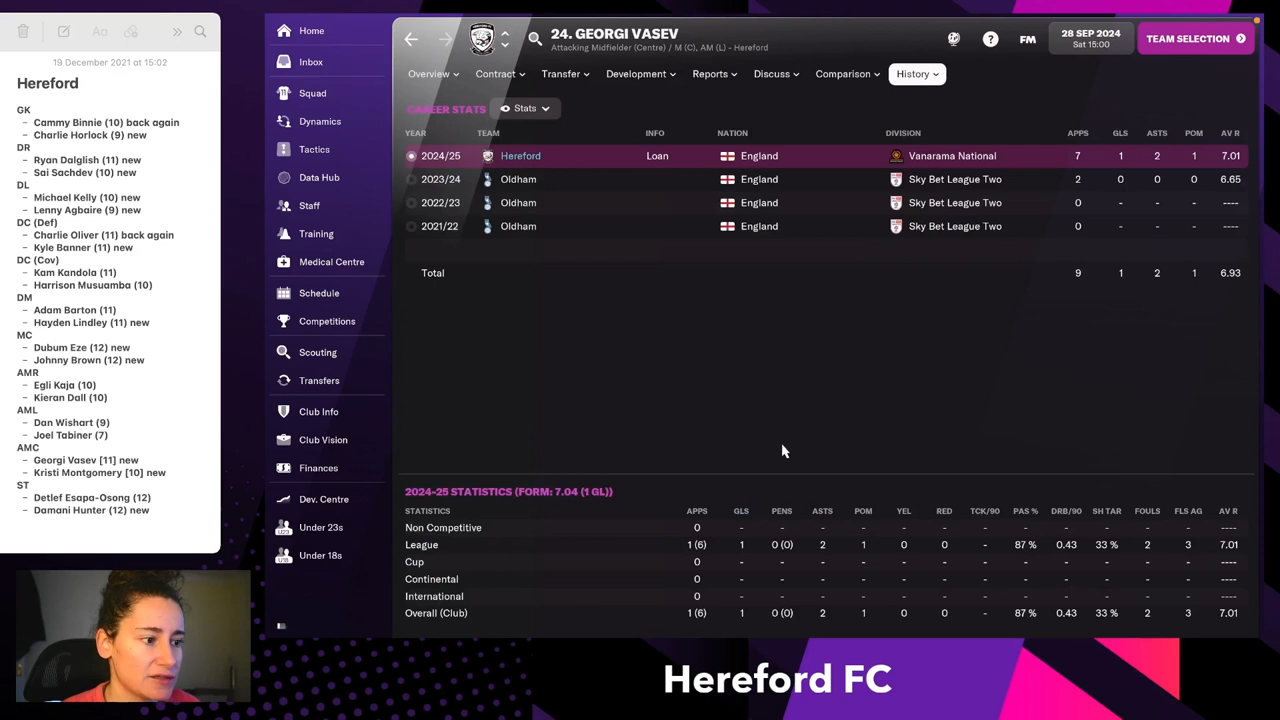 19 December 2021 at 15:02
Hereford
GK
– Cammy Binnie (10) back again
– Charlie Horlock (9) new
DR
– Ryan Dalglish (11) new
– Sai Sachdev (10) new
DL
– Michael Kelly (10) new
– Lenny Agbaire (9) new
DC (Def)
– Charlie Oliver (11) back again
– Kyle Banner (11) new
DC (Cov)
– Kam Kandola (11)
– Harrison Musuamba (10)
DM
– Adam Barton (11)
– Hayden Lindley (11) new
MC
– Dubum Eze (12) new
– Johnny Brown (12) new
AMR
– Egli Kaja (10)
– Kieran Dall (10)
AML
– Dan Wishart (9)
– Joel Tabiner (7)
AMC
– Georgi Vasev [11] new
– Kristi Montgomery [10] new
ST
– Detlef Esapa-Osong (12)
– Damani Hunter (12) new
Home
Inbox
Squad
Dynamics
Tactics
Data Hub
Staff
Training
Medical Centre
Schedule
Competitions
Scouting
Transfers
Club Info
Club Vision
Finances
Dev. Centre
Under 23s
Under 18s
24. GEORGI VASEV
Attacking Midfielder (Centre) / M (C), AM (L) - Hereford
FM
28 SEP 2024
Sat 15:00
TEAM SELECTION
Overview Contract Transfer Development Reports Discuss Comparison History
CAREER STATS Stats
YEAR TEAM INFO NATION DIVISION APPS GLS ASTS POM AV R
2024/25 Hereford Loan England Vanarama National 7 1 2 1 7.01
2023/24 Oldham England Sky Bet League Two 2 0 0 0 6.65
2022/23 Oldham England Sky Bet League Two 0 - - - ----
2021/22 Oldham England Sky Bet League Two 0 - - - ----
Total 9 1 2 1 6.93
2024-25 STATISTICS (FORM: 7.04 (1 GL))
STATISTICS APPS GLS PENS ASTS POM YEL RED TCK/90 PAS % DRB/90 SH TAR FOULS FLS AG AV R
Non Competitive 0 - - - - - - - - - - - - ----
League 1 (6) 1 0 (0) 2 1 0 0 - 87 % 0.43 33 % 2 3 7.01
Cup 0 - - - - - - - - - - - - ----
Continental 0 - - - - - - - - - - - - ----
International 0 - - - - - - - - - - - - ----
Overall (Club) 1 (6) 1 0 (0) 2 1 0 0 - 87 % 0.43 33 % 2 3 7.01
Hereford FC